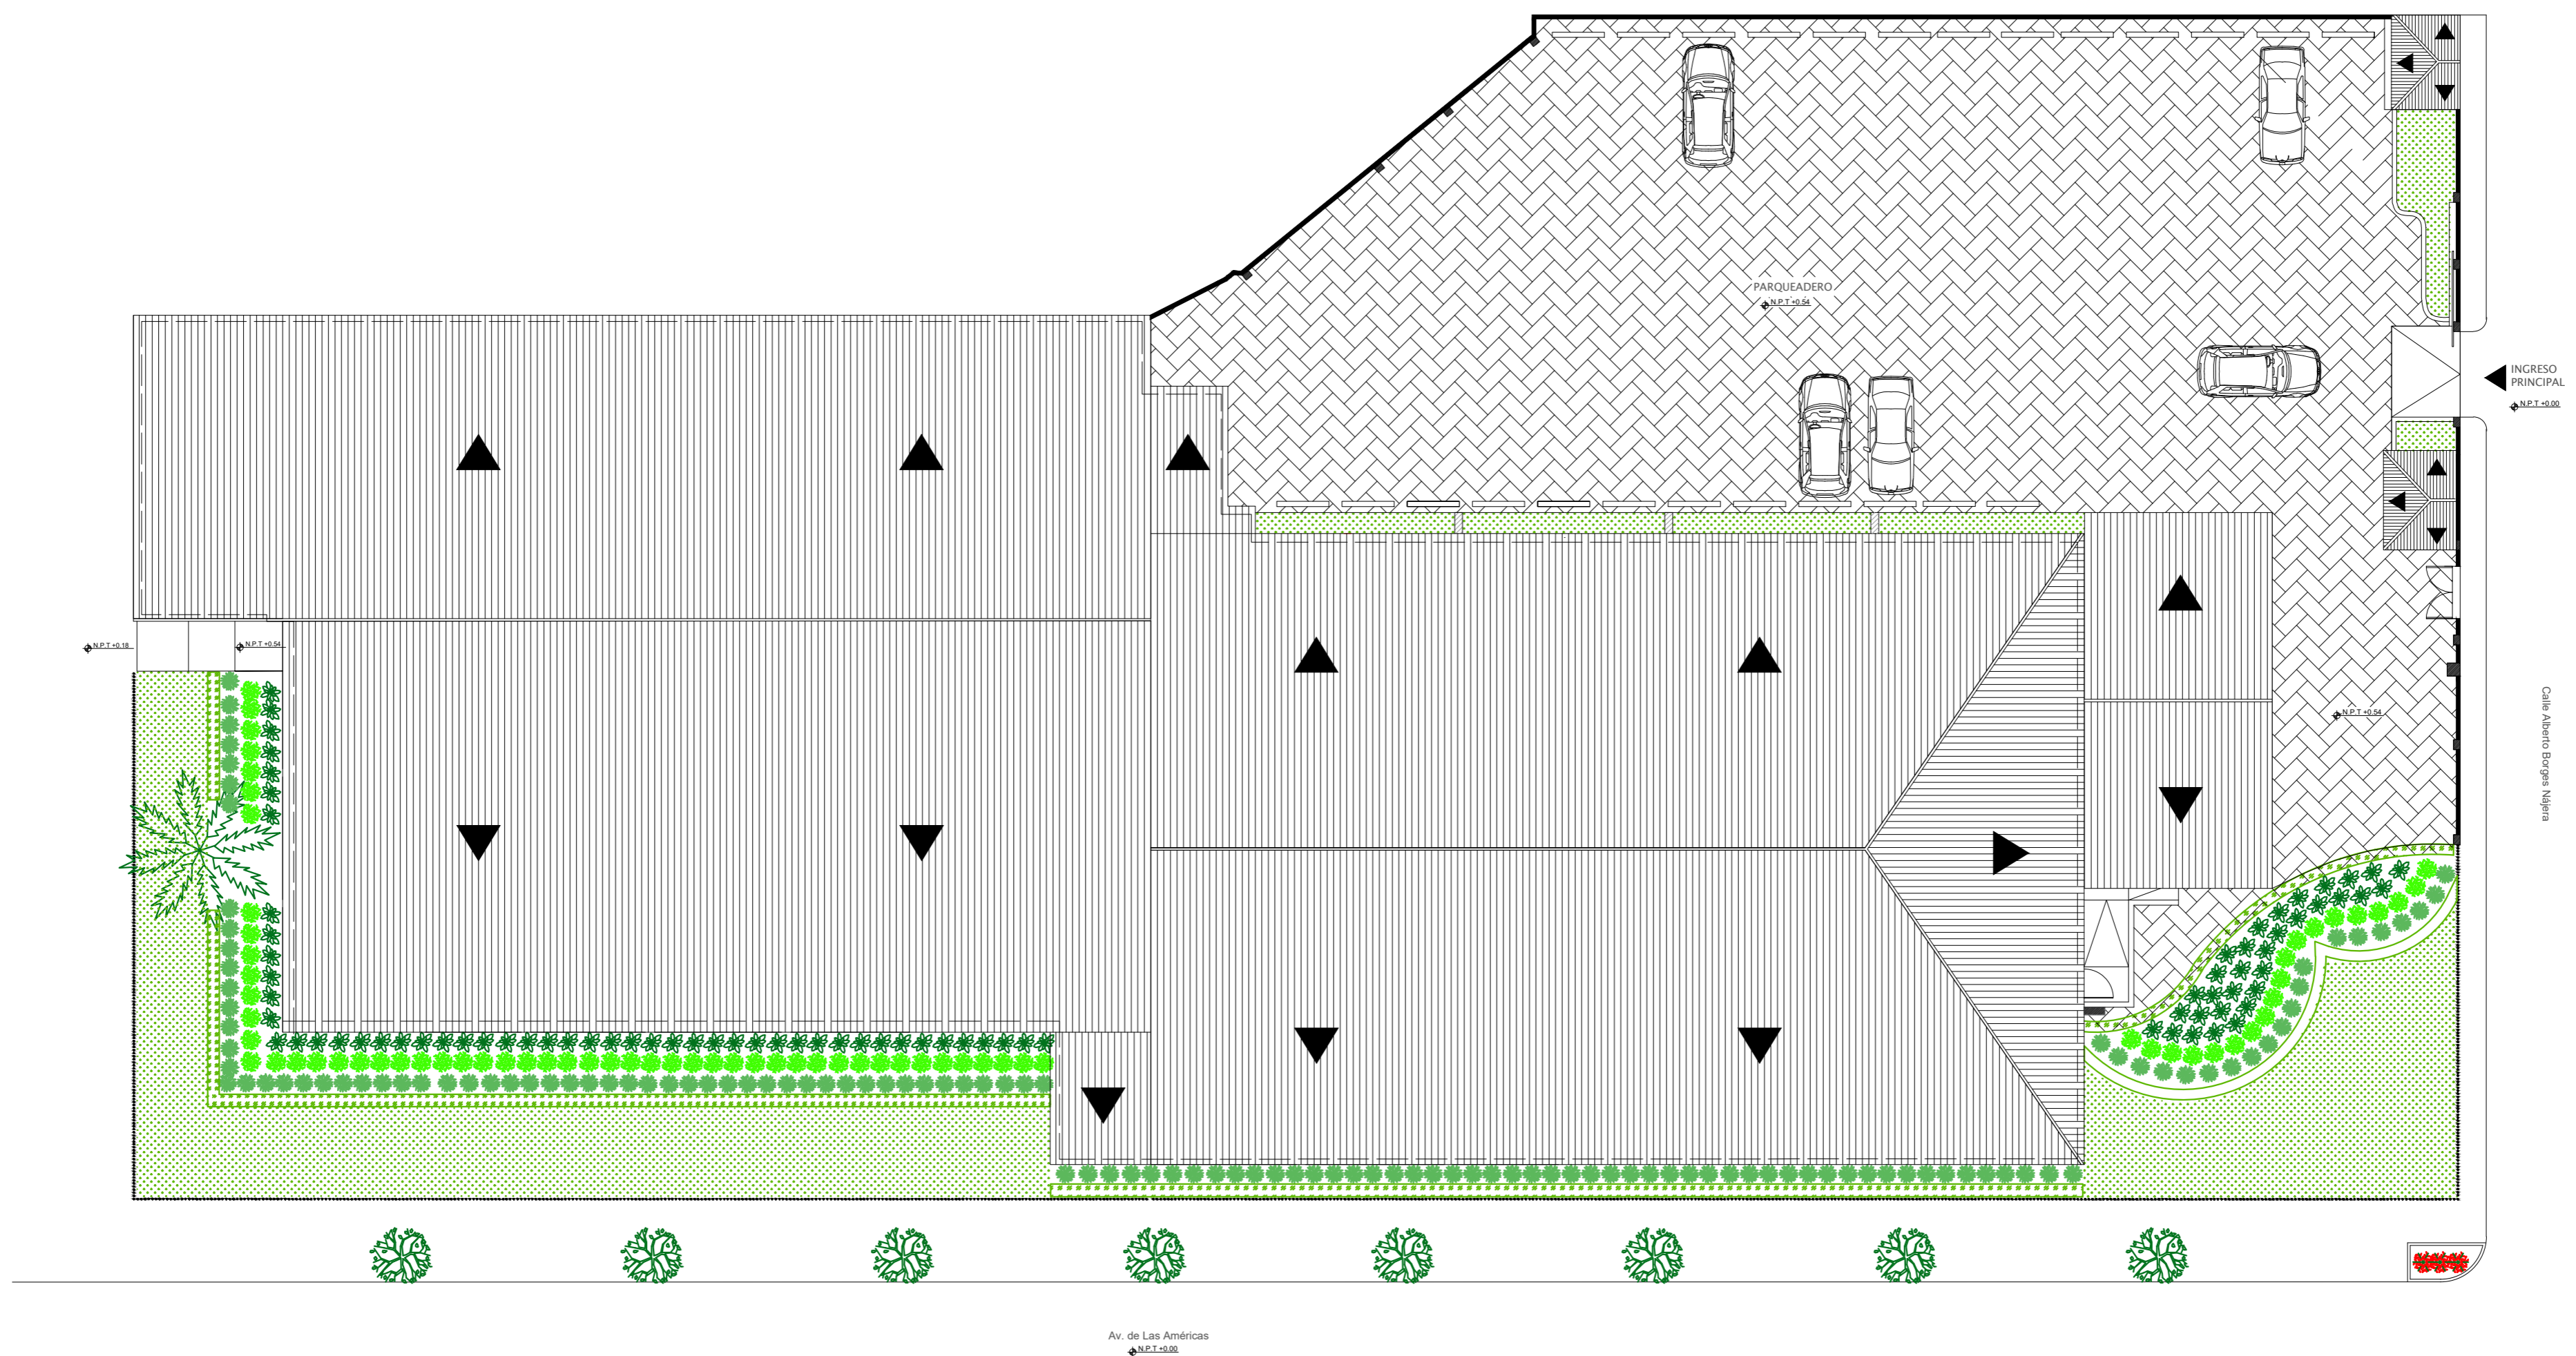 PARQUEADERO
N.P.T +0.54
INGRESO
PRINCIPAL
N.P.T +0.00
N.P.T +0.18
N.P.T +0.54
N.P.T +0.54
Calle Alberto Borges Nájera
Av. de Las Américas
N.P.T +0.00